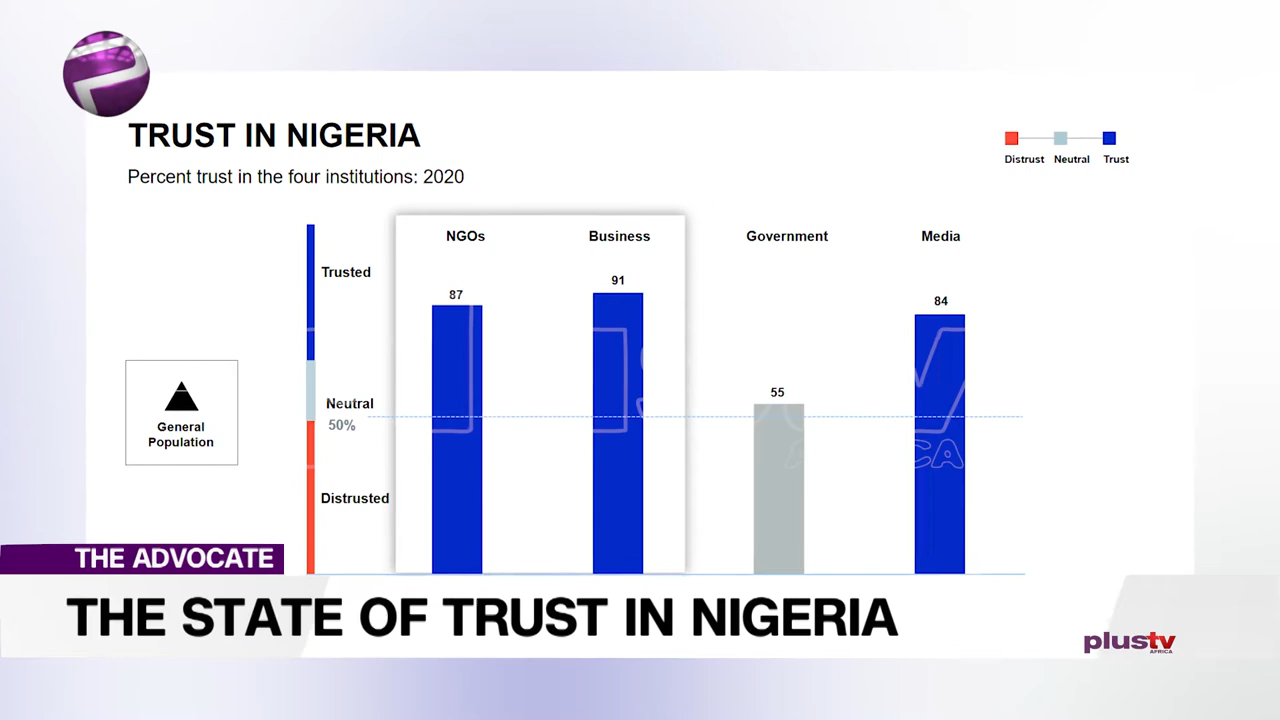 TRUST IN NIGERIA
Percent trust in the four institutions: 2020
Distrust Neutral Trust
NGOs Business Government Media
Trusted
87 91 55 84
Neutral
50%
Distrusted
General
Population
THE ADVOCATE
THE STATE OF TRUST IN NIGERIA
plustv
AFRICA